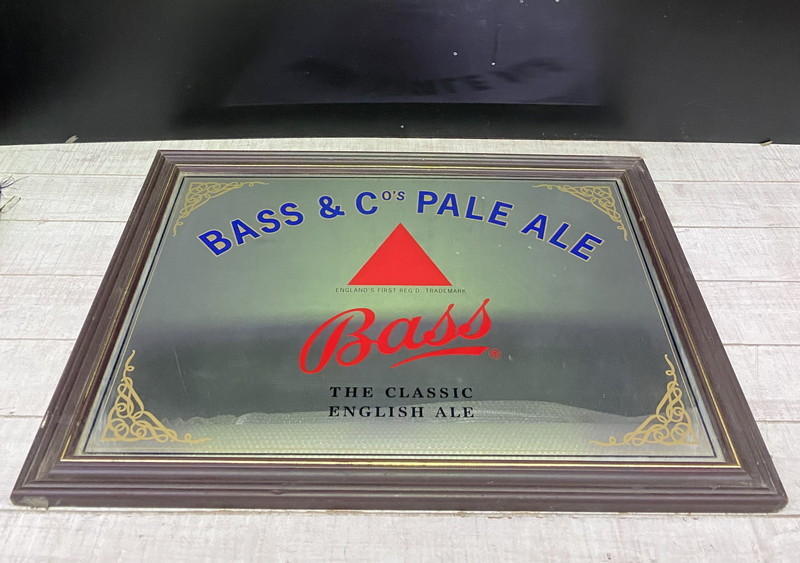 BASS & CO'S PALE ALE
ENGLAND'S FIRST REG'D. TRADEMARK
Bass®
THE CLASSIC
ENGLISH ALE